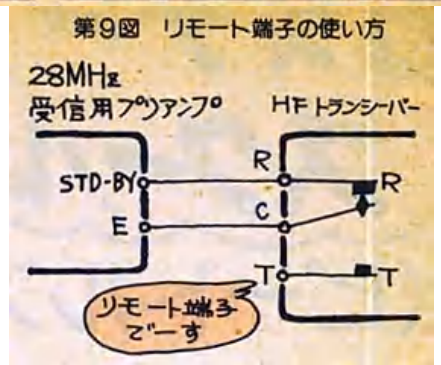 第9図 リモート端子の使い方
28MHz
受信用プリアンプ
HFトランシーバー
STD-BY
R
R
E
C
T
T
リモート端子
でーす